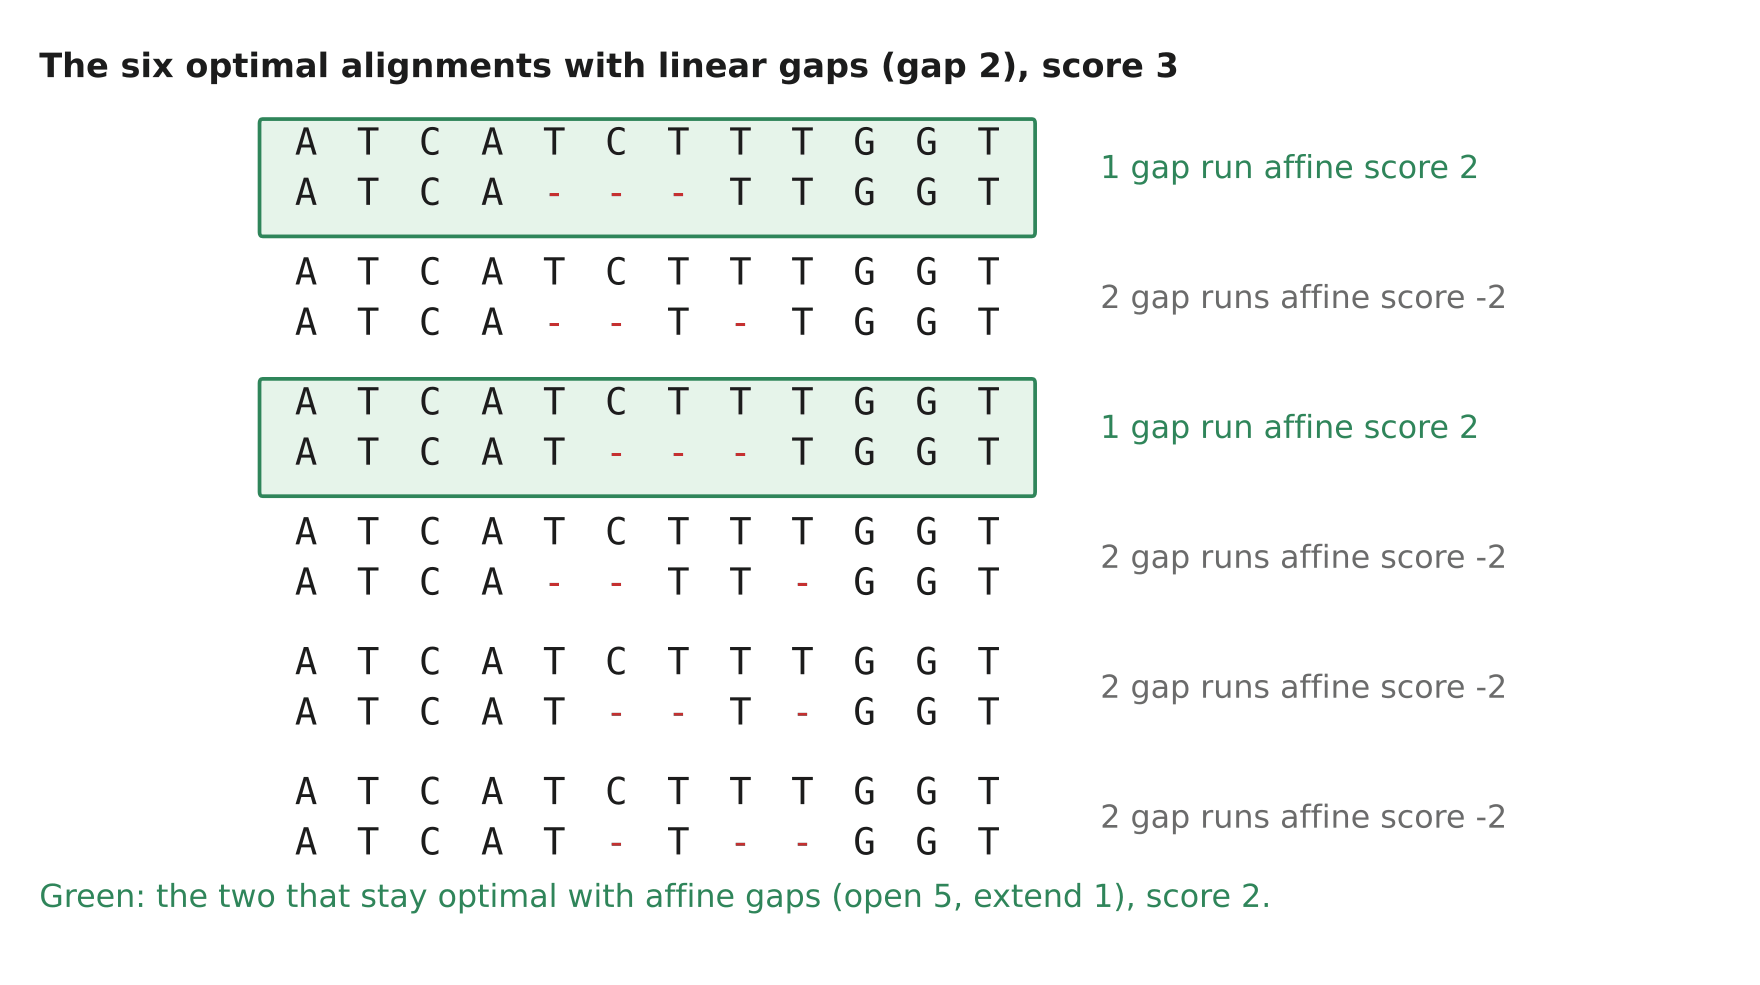 The six optimal alignments with linear gaps (gap 2), score 3
A T C A T C T T T G G T
1 gap run affine score 2
A T C A - - - T T G G T
A T C A T C T T T G G T
2 gap runs affine score -2
A T C A - - T - T G G T
A T C A T C T T T G G T
1 gap run affine score 2
A T C A T - - - T G G T
A T C A T C T T T G G T
2 gap runs affine score -2
A T C A - - T T - G G T
A T C A T C T T T G G T
2 gap runs affine score -2
A T C A T - - T - G G T
A T C A T C T T T G G T
2 gap runs affine score -2
A T C A T - T - - G G T
Green: the two that stay optimal with affine gaps (open 5, extend 1), score 2.